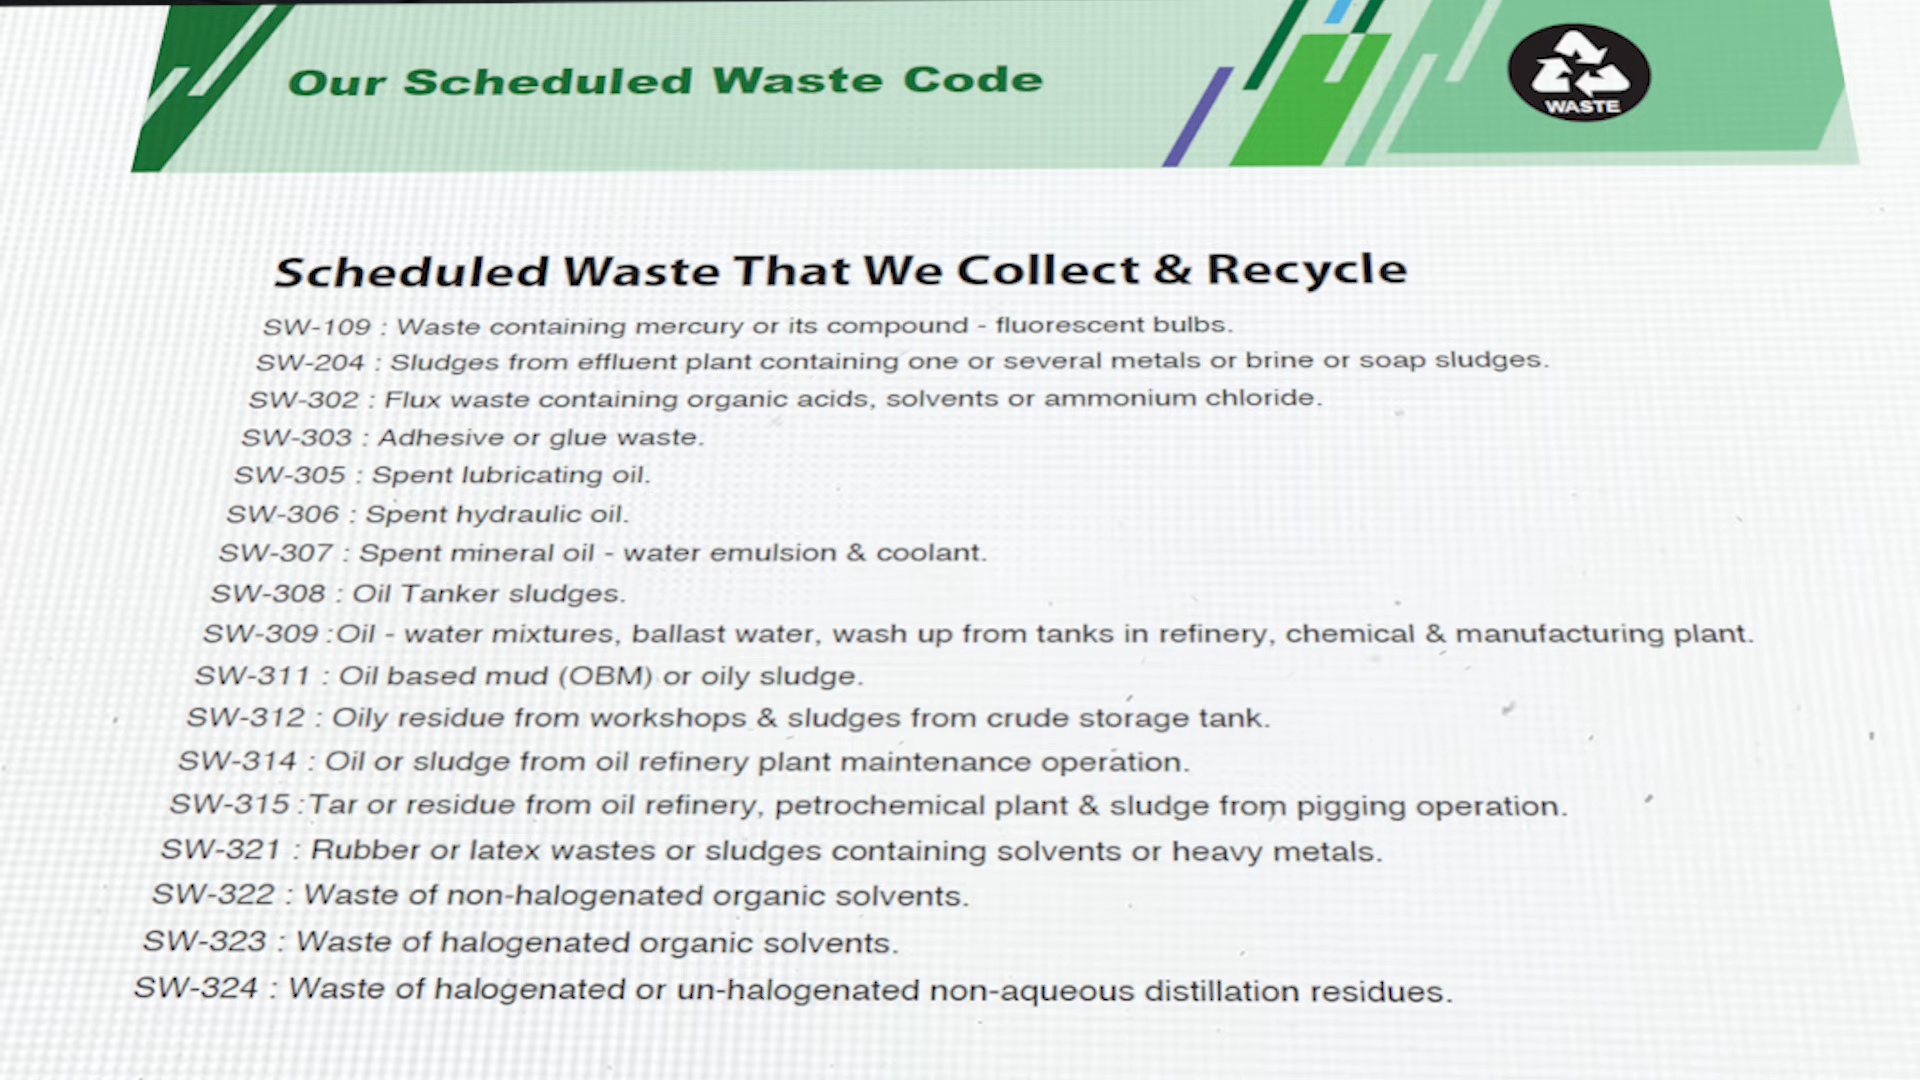 Our Scheduled Waste Code
WASTE
Scheduled Waste That We Collect & Recycle
SW-109 : Waste containing mercury or its compound - fluorescent bulbs.
SW-204 : Sludges from effluent plant containing one or several metals or brine or soap sludges.
SW-302 : Flux waste containing organic acids, solvents or ammonium chloride.
SW-303 : Adhesive or glue waste.
SW-305 : Spent lubricating oil.
SW-306 : Spent hydraulic oil.
SW-307 : Spent mineral oil - water emulsion & coolant.
SW-308 : Oil Tanker sludges.
SW-309 :Oil - water mixtures, ballast water, wash up from tanks in refinery, chemical & manufacturing plant.
SW-311 : Oil based mud (OBM) or oily sludge.
SW-312 : Oily residue from workshops & sludges from crude storage tank.
SW-314 : Oil or sludge from oil refinery plant maintenance operation.
SW-315 :Tar or residue from oil refinery, petrochemical plant & sludge from pigging operation.
SW-321 : Rubber or latex wastes or sludges containing solvents or heavy metals.
SW-322 : Waste of non-halogenated organic solvents.
SW-323 : Waste of halogenated organic solvents.
SW-324 : Waste of halogenated or un-halogenated non-aqueous distillation residues.